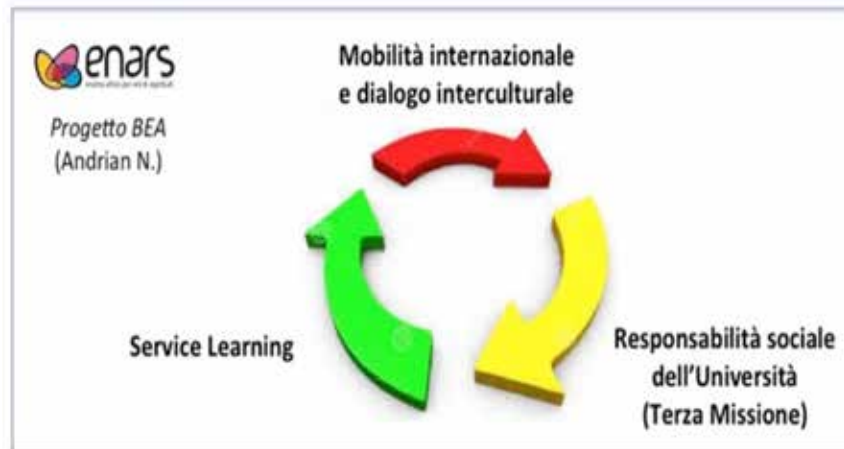 enars
Progetto BEA
(Andrian N.)
Mobilità internazionale
e dialogo interculturale
Service Learning
Responsabilità sociale
dell'Università
(Terza Missione)